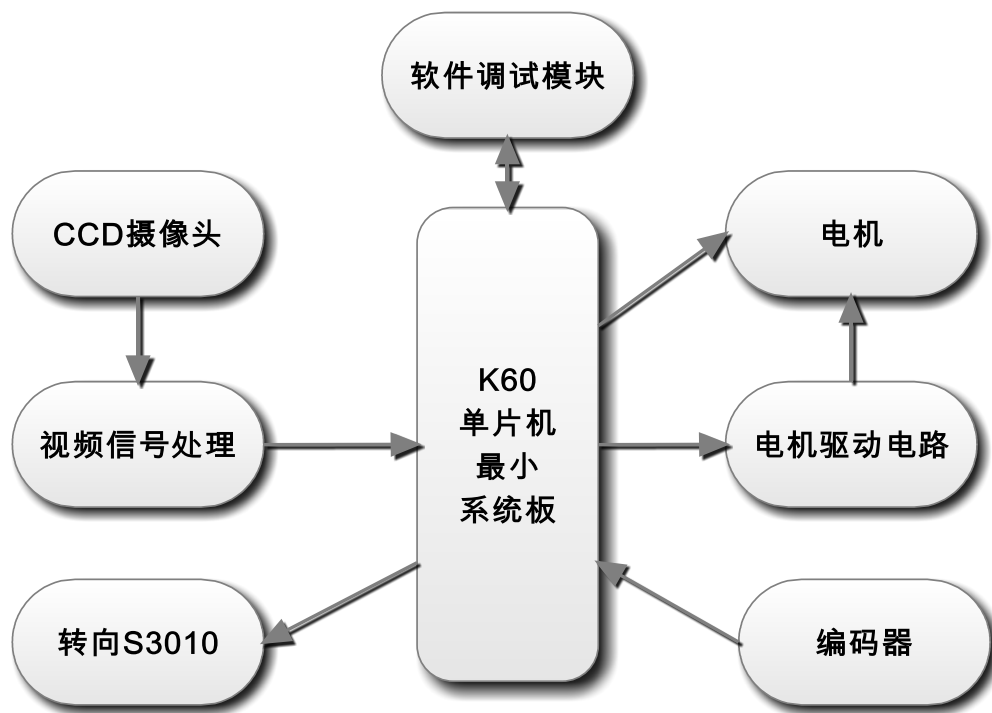 软件调试模块
CCD摄像头
电机
K60
单片机
最小
系统板
视频信号处理
电机驱动电路
转向S3010
编码器